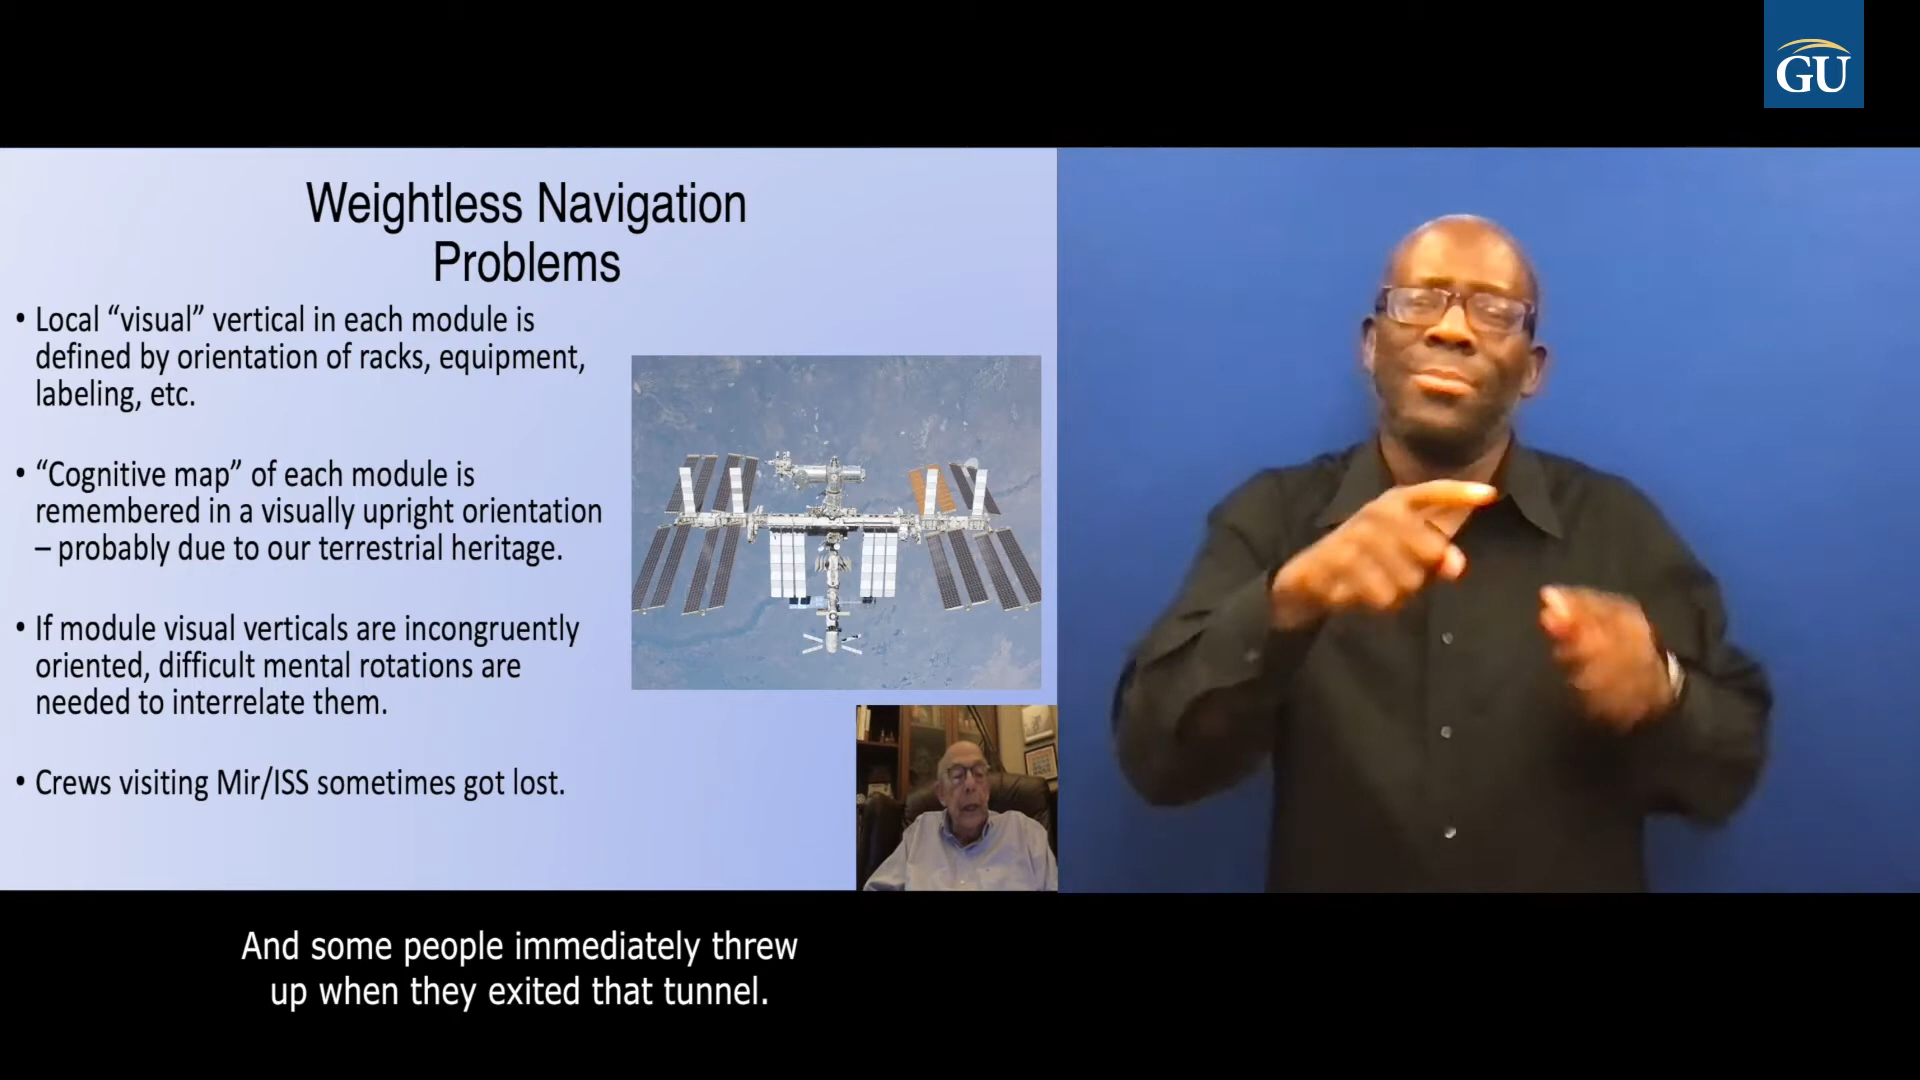 GU
Weightless Navigation
Problems
• Local “visual” vertical in each module is
defined by orientation of racks, equipment,
labeling, etc.
• “Cognitive map” of each module is
remembered in a visually upright orientation
– probably due to our terrestrial heritage.
• If module visual verticals are incongruently
oriented, difficult mental rotations are
needed to interrelate them.
• Crews visiting Mir/ISS sometimes got lost.
And some people immediately threw
up when they exited that tunnel.